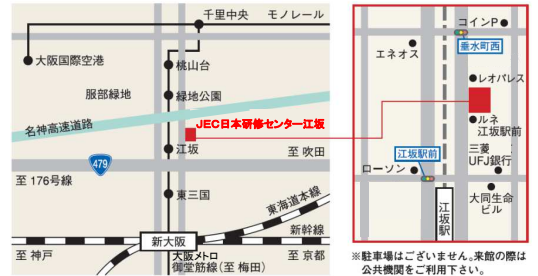 千里中央
モノレール
大阪国際空港
桃山台
服部緑地
緑地公園
名神高速道路
JEC日本研修センター江坂
江坂
至 吹田
479
至 176号線
東三国
東海道本線
新大阪
新幹線
至 神戸
大阪メトロ
御堂筋線(至 梅田)
至 京都
コインP
垂水町西
エネオス
レオパレス
ルネ
江坂駅前
江坂駅前
三菱
UFJ銀行
ローソン
江坂駅
大同生命
ビル
※駐車場はございません。来館の際は
公共機関をご利用下さい。